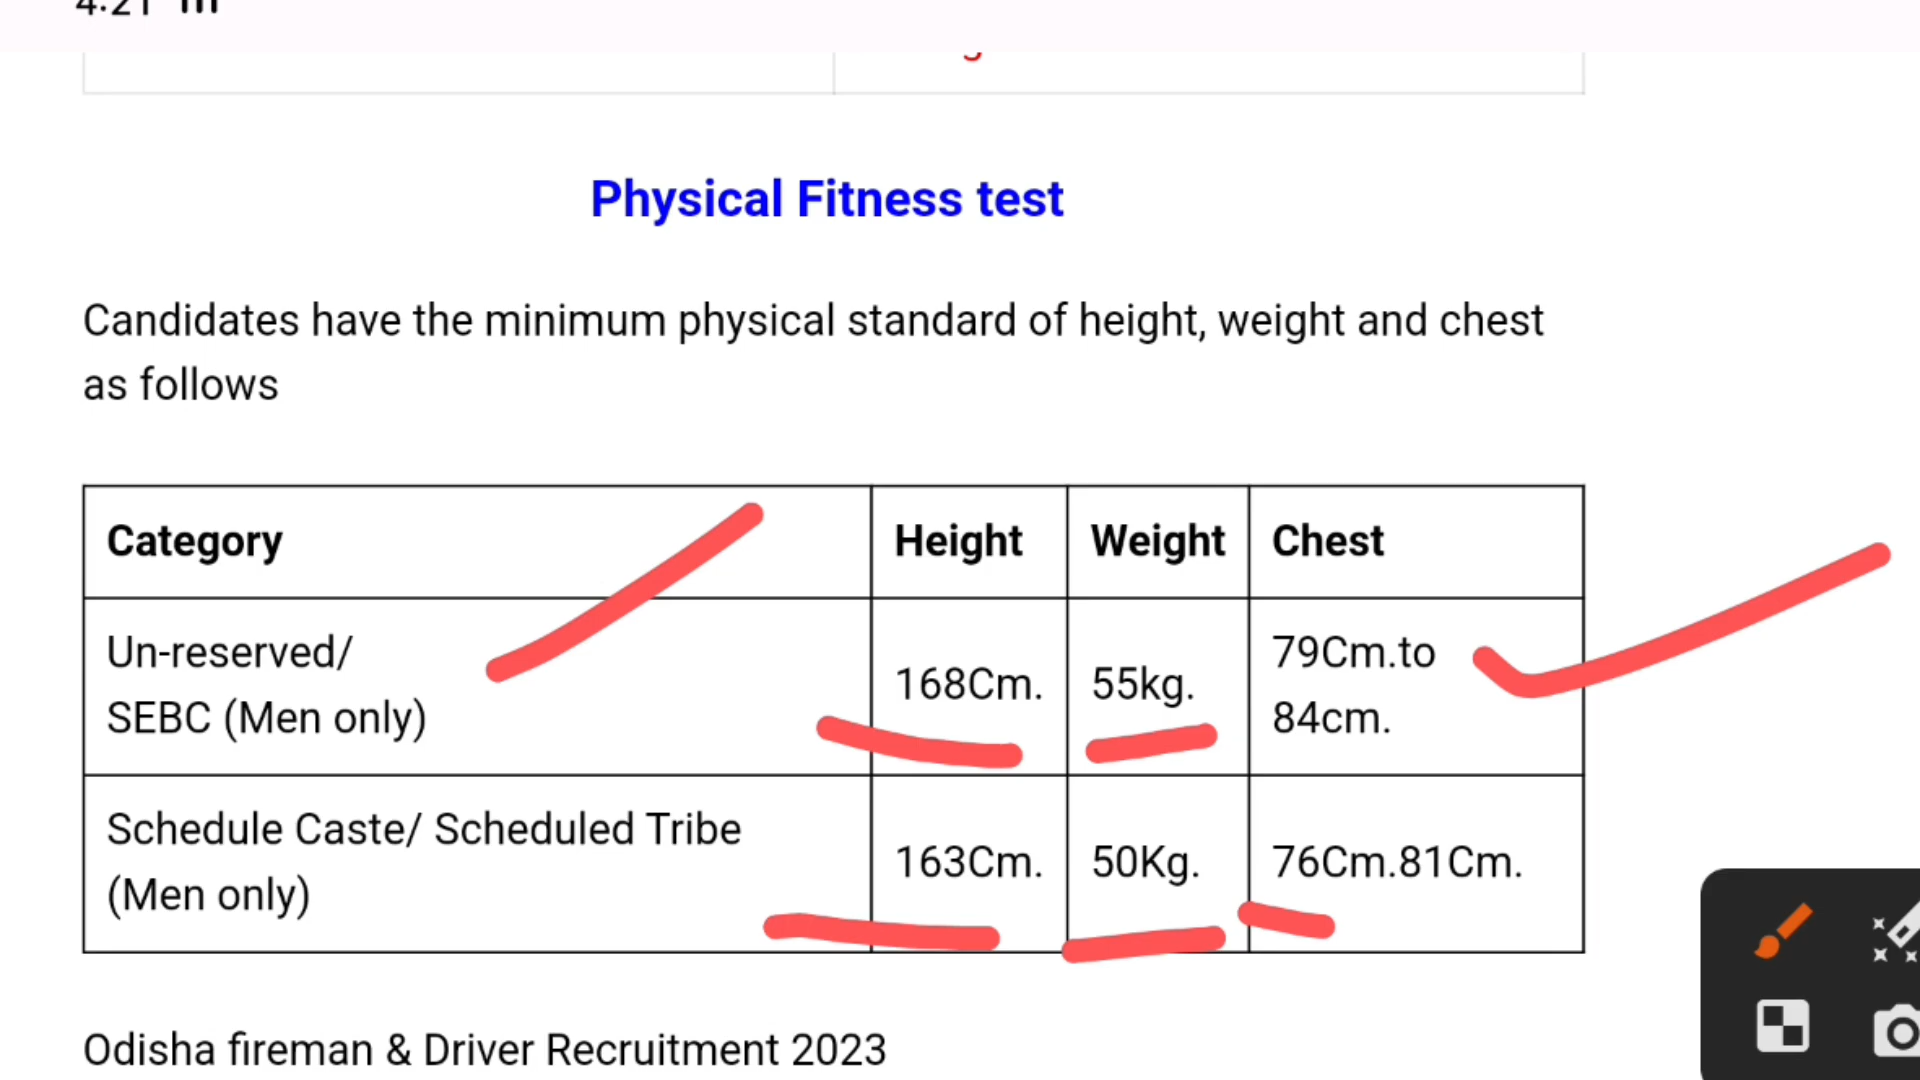 4:21
Physical Fitness test
Candidates have the minimum physical standard of height, weight and chest
as follows
Category Height Weight Chest
Un-reserved/
SEBC (Men only) 168Cm. 55kg. 79Cm.to
84cm.
Schedule Caste/ Scheduled Tribe
(Men only) 163Cm. 50Kg. 76Cm.81Cm.
Odisha fireman & Driver Recruitment 2023